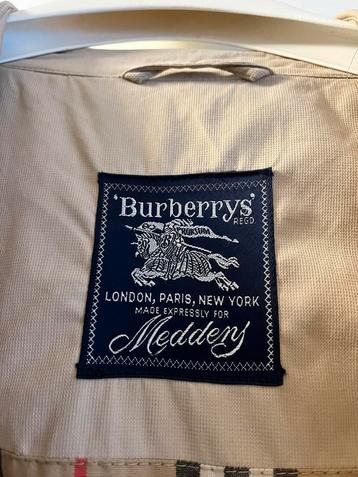 'Burberrys'
REGD
PRORSUM
LONDON, PARIS, NEW YORK
MADE EXPRESSLY FOR
Meddens